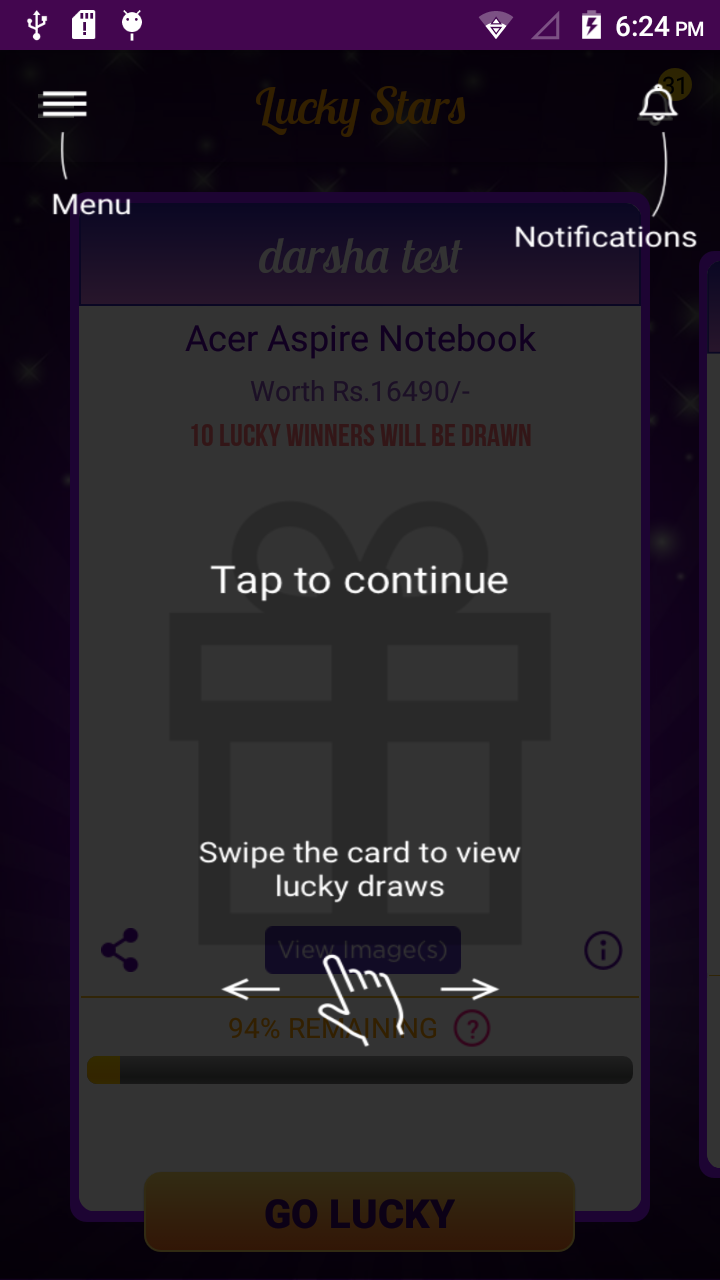 6:24 PM
Lucky Stars
31
Menu
Notifications
darsha test
Acer Aspire Notebook
Worth Rs.16490/-
10 LUCKY WINNERS WILL BE DRAWN
Tap to continue
Swipe the card to view
lucky draws
View Image(s)
94% REMAINING ?
GO LUCKY